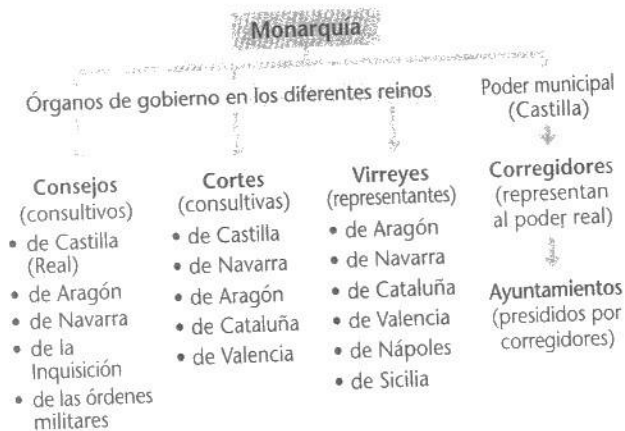 Monarquía
Órganos de gobierno en los diferentes reinos
Poder municipal
(Castilla)
Consejos
(consultivos)
• de Castilla
(Real)
• de Aragón
• de Navarra
• de la
Inquisición
• de las órdenes
militares
Cortes
(consultivas)
• de Castilla
• de Navarra
• de Aragón
• de Cataluña
• de Valencia
Virreyes
(representantes)
• de Aragón
• de Navarra
• de Cataluña
• de Valencia
• de Nápoles
• de Sicilia
Corregidores
(representan
al poder real)
Ayuntamientos
(presididos por
corregidores)